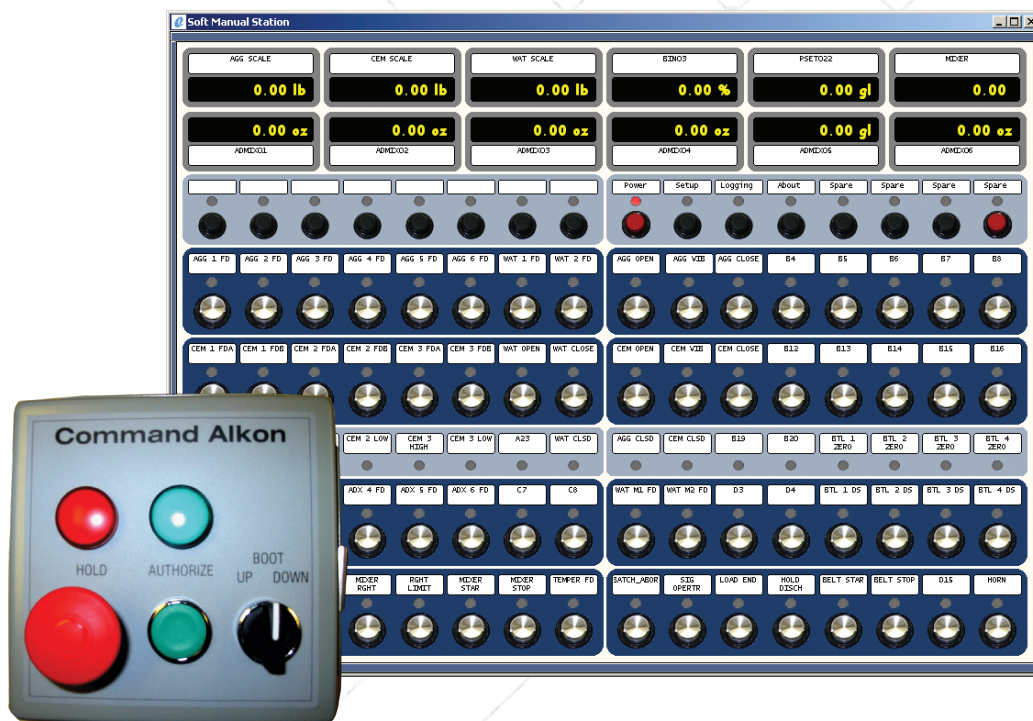 Soft Manual Station
AGG SCALE CEM SCALE WAT SCALE BIN03 PSET022 MIXER
0.00 lb 0.00 lb 0.00 lb 0.00 % 0.00 gl 0.00
0.00 oz 0.00 oz 0.00 oz 0.00 oz 0.00 gl 0.00 oz
ADMIX01 ADMIX02 ADMIX03 ADMIX04 ADMIX05 ADMIX06
Power Setup Logging About Spare Spare Spare Spare
AGG 1 FD AGG 2 FD AGG 3 FD AGG 4 FD AGG 5 FD AGG 6 FD WAT 1 FD WAT 2 FD AGG OPEN AGG VIB AGG CLOSE B4 B5 B6 B7 B8
CEM 1 FDA CEM 1 FDB CEM 2 FDA CEM 2 FDB CEM 3 FDA CEM 3 FDB WAT OPEN WAT CLOSE CEM OPEN CEM VIB CEM CLOSE B12 B13 B14 B15 B16
CEM 2 LOW CEM 3 HIGH CEM 3 LOW A23 WAT CLSD AGG CLSD CEM CLSD B19 B20 BTL 1 ZERO BTL 2 ZERO BTL 3 ZERO BTL 4 ZERO
ADX 4 FD ADX 5 FD ADX 6 FD C7 C8 WAT M1 FD WAT M2 FD D3 D4 BTL 1 DS BTL 2 DS BTL 3 DS BTL 4 DS
MIXER RGHT RGHT LIMIT MIXER STAR MIXER STOP TEMPER FD BATCH_ABOR SIG OPERTR LOAD END HOLD DISCH BELT STAR BELT STOP D15 HORN
Command Alkon
HOLD AUTHORIZE BOOT
UP DOWN